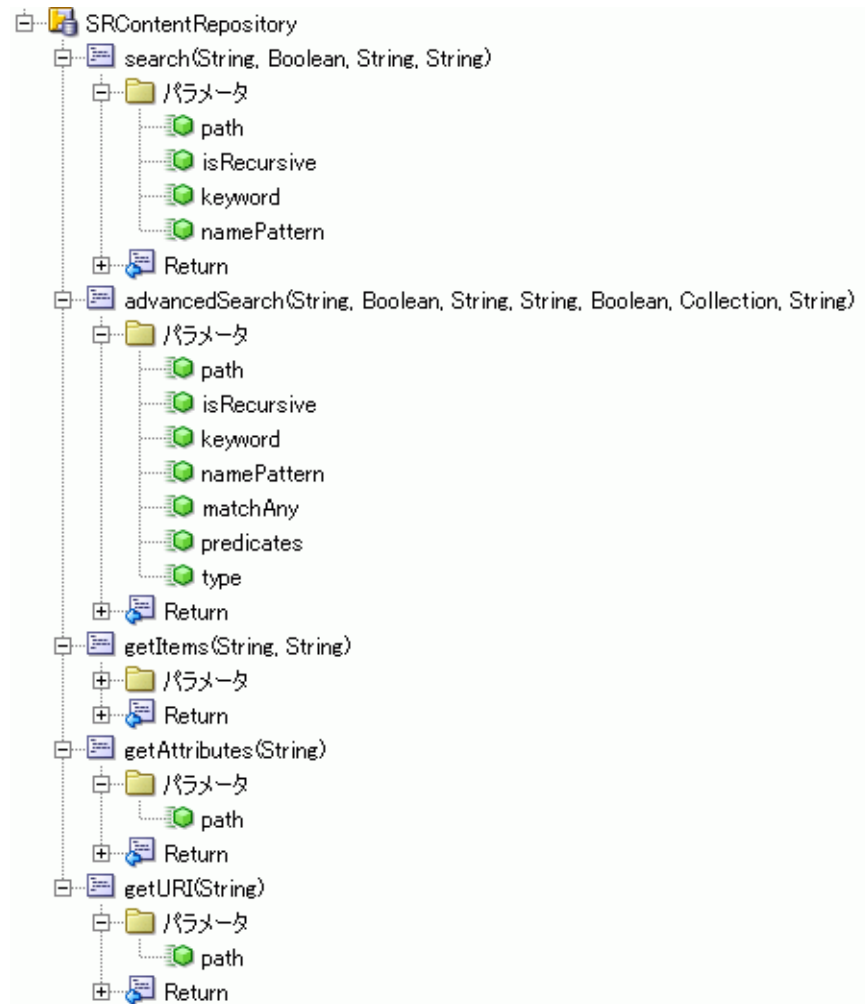 SRContentRepository
search(String, Boolean, String, String)
パラメータ
path
isRecursive
keyword
namePattern
Return
advancedSearch(String, Boolean, String, String, Boolean, Collection, String)
パラメータ
path
isRecursive
keyword
namePattern
matchAny
predicates
type
Return
getItems(String, String)
パラメータ
Return
getAttributes(String)
パラメータ
path
Return
getURI(String)
パラメータ
path
Return